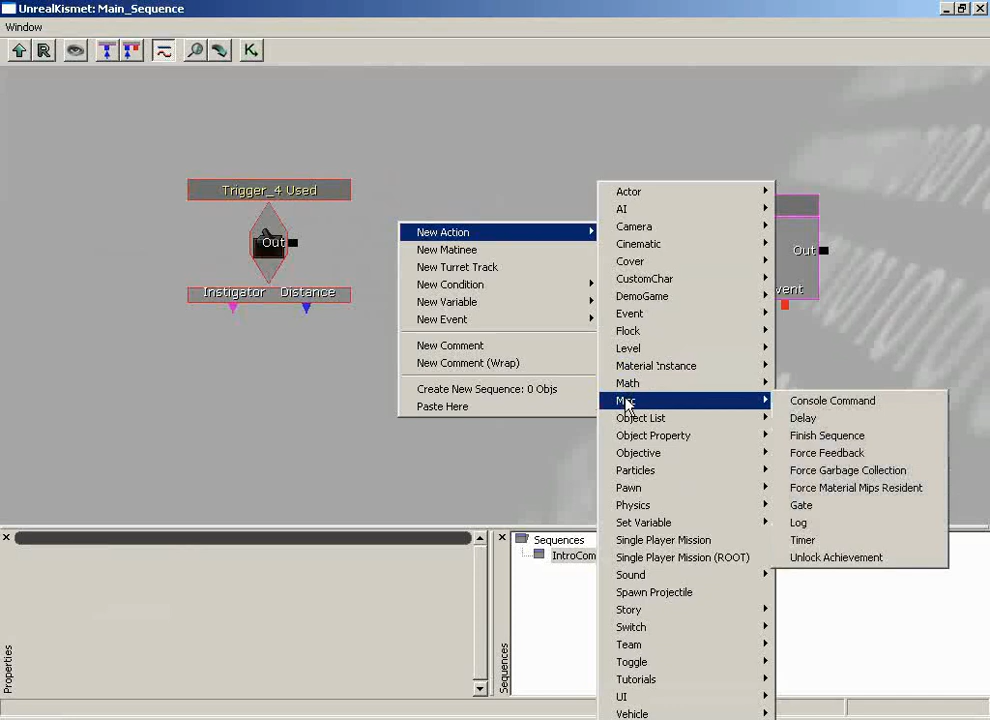 UnrealKismet: Main_Sequence
Window
R
K
Trigger_4 Used
Out
Instigator
Distance
New Action
New Matinee
New Turret Track
New Condition
New Variable
New Event
New Comment
New Comment (Wrap)
Create New Sequence: 0 Objs
Paste Here
Actor
AI
Camera
Cinematic
Cover
CustomChar
DemoGame
Event
Flock
Level
Material Instance
Math
Misc
Object List
Object Property
Objective
Particles
Pawn
Physics
Set Variable
Single Player Mission
Single Player Mission (ROOT)
Sound
Spawn Projectile
Story
Switch
Team
Toggle
Tutorials
UI
Vehicle
Console Command
Delay
Finish Sequence
Force Feedback
Force Garbage Collection
Force Material Mips Resident
Gate
Log
Timer
Unlock Achievement
Out
vent
Properties
Sequences
Sequences
IntroCom